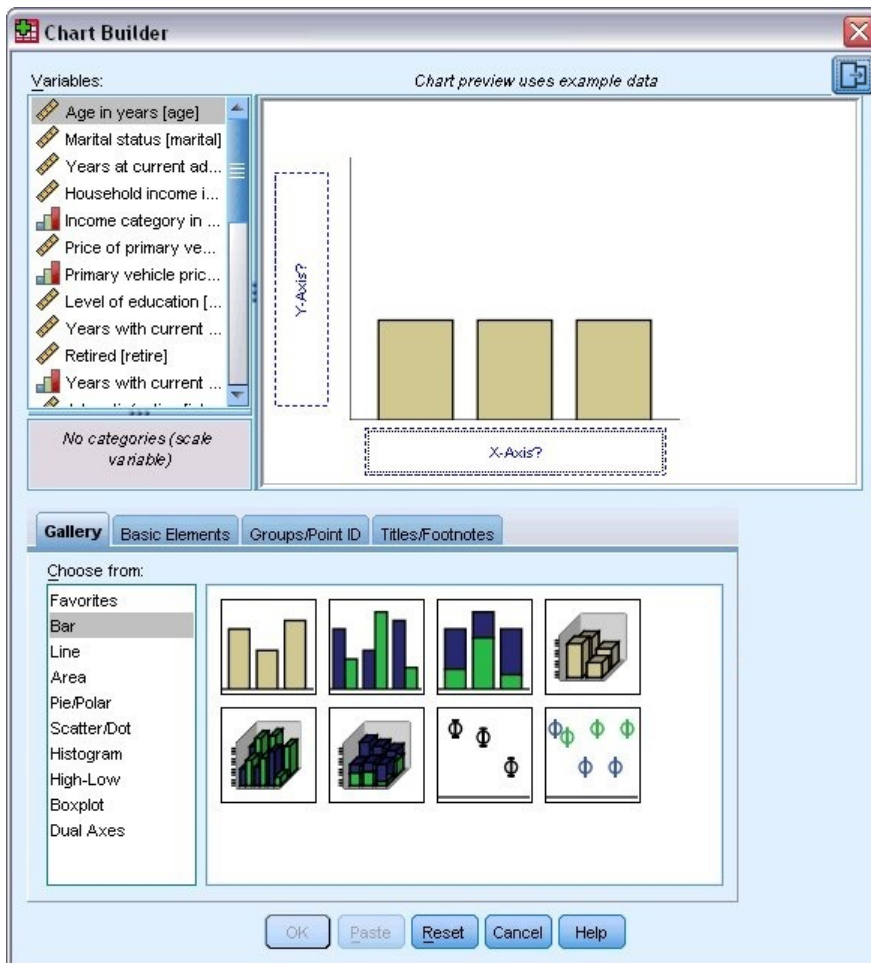 Chart Builder
Variables:
Chart preview uses example data
Age in years [age]
Marital status [marital]
Years at current ad...
Household income i...
Income category in ...
Price of primary ve...
Primary vehicle pric...
Level of education [...
Years with current ...
Retired [retire]
Years with current ...
No categories (scale
variable)
Y-Axis?
X-Axis?
Gallery
Basic Elements
Groups/Point ID
Titles/Footnotes
Choose from:
Favorites
Bar
Line
Area
Pie/Polar
Scatter/Dot
Histogram
High-Low
Boxplot
Dual Axes
OK
Paste
Reset
Cancel
Help